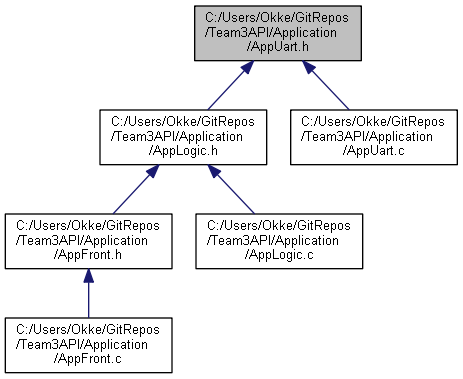 C:/Users/Okke/GitRepos
/Team3API/Application
/AppUart.h
C:/Users/Okke/GitRepos
/Team3API/Application
/AppLogic.h
C:/Users/Okke/GitRepos
/Team3API/Application
/AppUart.c
C:/Users/Okke/GitRepos
/Team3API/Application
/AppFront.h
C:/Users/Okke/GitRepos
/Team3API/Application
/AppLogic.c
C:/Users/Okke/GitRepos
/Team3API/Application
/AppFront.c